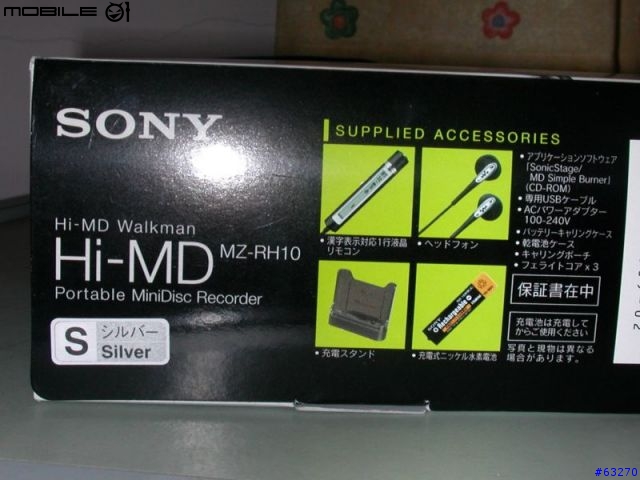 MOBILE
SONY
Hi-MD Walkman
Hi-MD MZ-RH10
Portable MiniDisc Recorder
S シルバー
Silver
SUPPLIED ACCESSORIES
・漢字表示対応1行液晶
リモコン
・ヘッドフォン
・充電スタンド
Rechargeable
・充電式ニッケル水素電池
・アプリケーションソフトウェア
「SonicStage/
MD Simple Burner」
(CD-ROM)
・専用USBケーブル
・ACパワーアダプター
100-240V
・バッテリーキャリングケース
・乾電池ケース
・キャリングポーチ
・フェライトコア x 3
保証書在中
充電池は充電して
からご使用ください
写真と現物は異なる
場合があります。
#63270